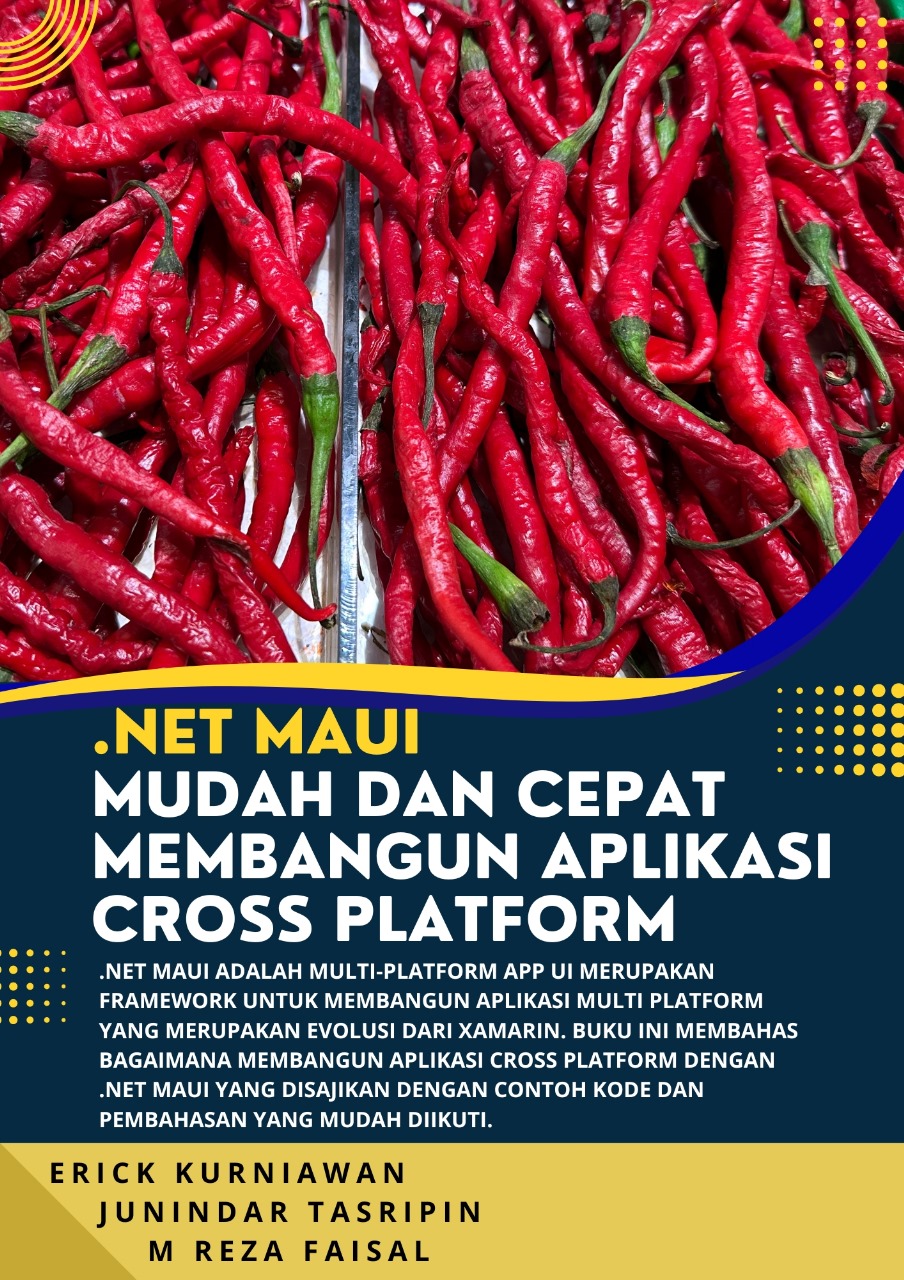 .NET MAUI
MUDAH DAN CEPAT
MEMBANGUN APLIKASI
CROSS PLATFORM
.NET MAUI ADALAH MULTI-PLATFORM APP UI MERUPAKAN
FRAMEWORK UNTUK MEMBANGUN APLIKASI MULTI PLATFORM
YANG MERUPAKAN EVOLUSI DARI XAMARIN. BUKU INI MEMBAHAS
BAGAIMANA MEMBANGUN APLIKASI CROSS PLATFORM DENGAN
.NET MAUI YANG DISAJIKAN DENGAN CONTOH KODE DAN
PEMBAHASAN YANG MUDAH DIIKUTI.
ERICK KURNIAWAN
JUNINDAR TASRIPIN
M REZA FAISAL